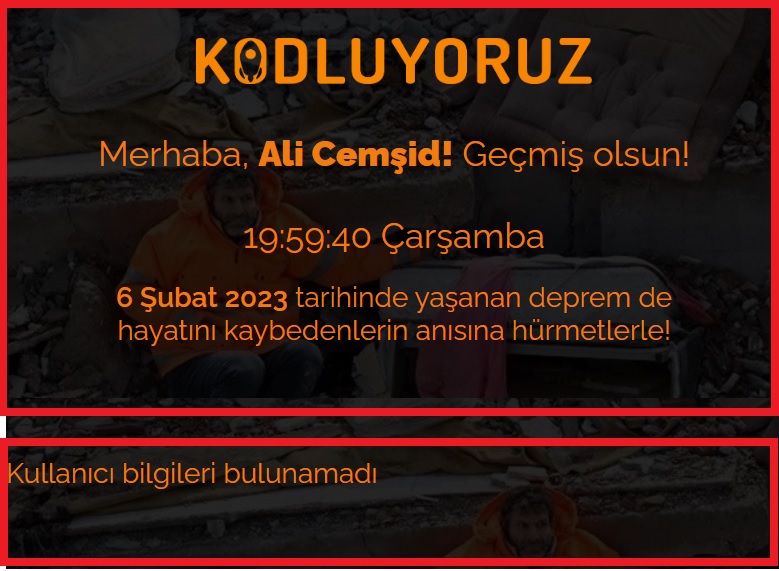 KODLUYORUZ
Merhaba, Ali Cemşid! Geçmiş olsun!
19:59:40 Çarşamba
6 Şubat 2023 tarihinde yaşanan deprem de
hayatını kaybedenlerin anısına hürmetlerle!
Kullanıcı bilgileri bulunamadı